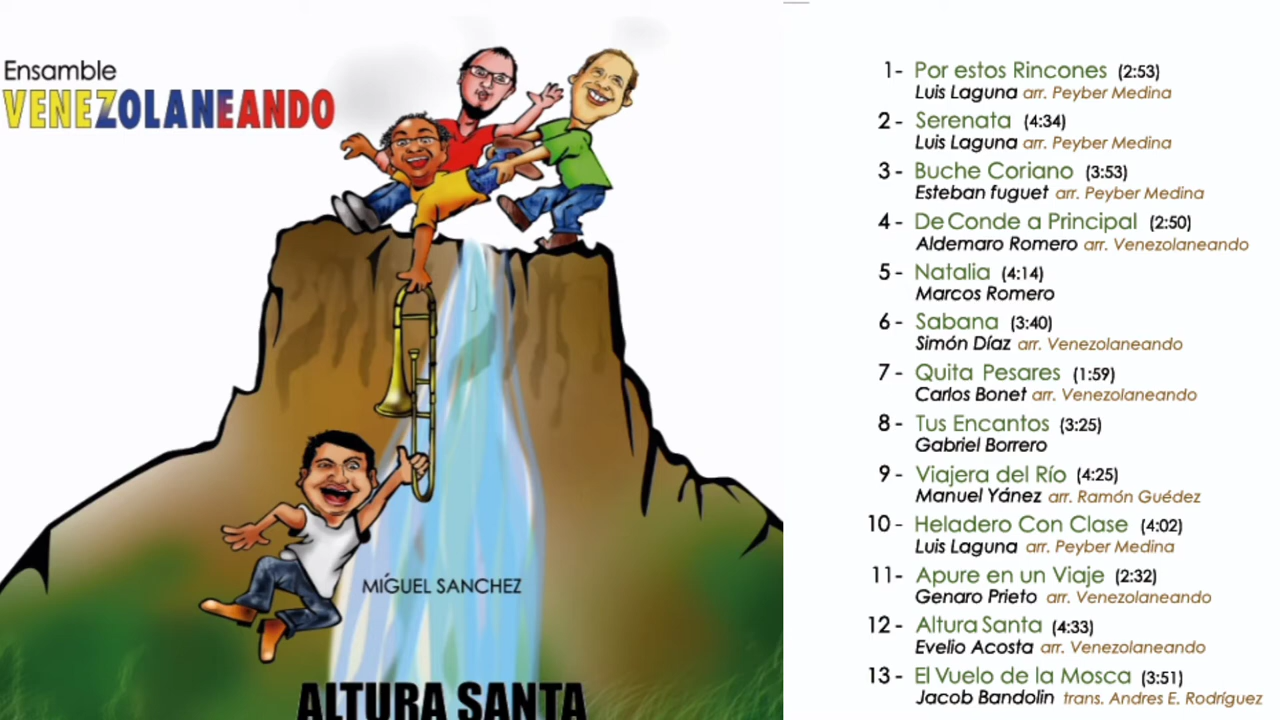 Ensamble
VENEZOLANEANDO
MIGUEL SANCHEZ
ALTURA SANTA
1- Por estos Rincones (2:53)
Luis Laguna arr. Peyber Medina
2 - Serenata (4:34)
Luis Laguna arr. Peyber Medina
3 - Buche Coriano (3:53)
Esteban fuguet arr. Peyber Medina
4 - De Conde a Principal (2:50)
Aldemaro Romero arr. Venezolaneando
5 - Natalia (4:14)
Marcos Romero
6 - Sabana (3:40)
Simón Díaz arr. Venezolaneando
7 - Quita Pesares (1:59)
Carlos Bonet arr. Venezolaneando
8 - Tus Encantos (3:25)
Gabriel Borrero
9 - Viajera del Río (4:25)
Manuel Yánez arr. Ramón Guédez
10 - Heladero Con Clase (4:02)
Luis Laguna arr. Peyber Medina
11- Apure en un Viaje (2:32)
Genaro Prieto arr. Venezolaneando
12 - Altura Santa (4:33)
Evelio Acosta arr. Venezolaneando
13 - El Vuelo de la Mosca (3:51)
Jacob Bandolin trans. Andres E. Rodríguez